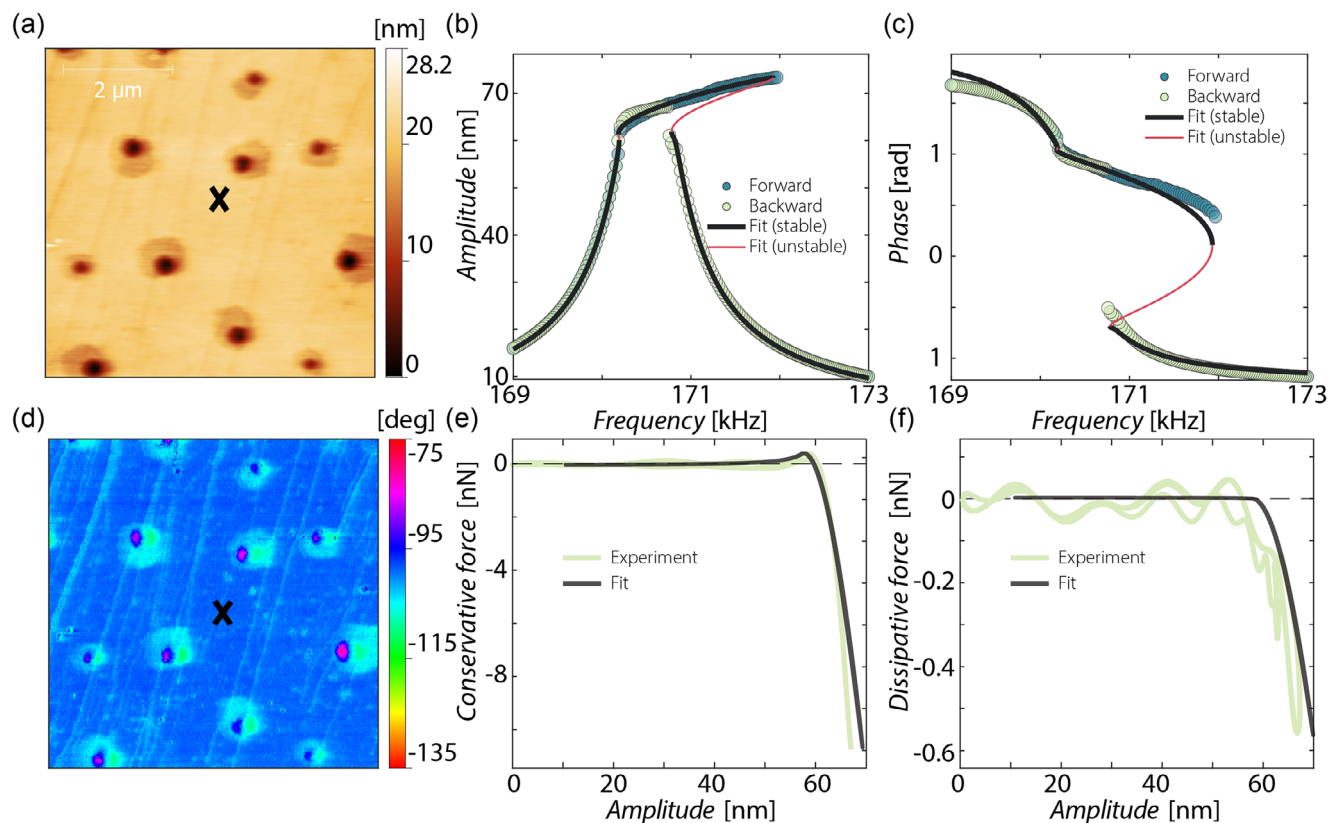 (a)
[nm]
2 µm
28.2
20
10
0
(b)
Amplitude [nm]
70
40
10
Forward
Backward
Fit (stable)
Fit (unstable)
169
171
173
Frequency [kHz]
(c)
Phase [rad]
1
0
1
Forward
Backward
Fit (stable)
Fit (unstable)
169
171
173
Frequency [kHz]
(d)
[deg]
-75
-95
-115
-135
(e)
Conservative force [nN]
0
-4
-8
Experiment
Fit
0
20
40
60
Amplitude [nm]
(f)
Dissipative force [nN]
0
-0.2
-0.4
-0.6
Experiment
Fit
0
20
40
60
Amplitude [nm]